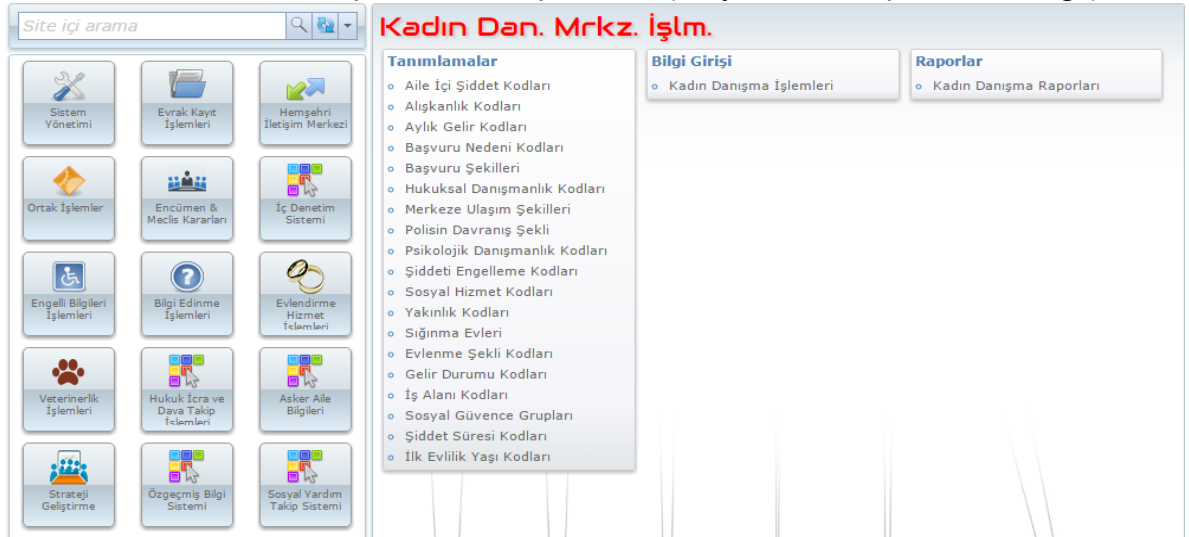 Site içi arama
Sistem
Yönetimi
Evrak Kayıt
İşlemleri
Hemşehri
İletişim Merkezi
Ortak İşlemler
Encümen &
Meclis Kararları
İç Denetim
Sistemi
Engelli Bilgileri
İşlemleri
Bilgi Edinme
İşlemleri
Evlendirme
Hizmet
İşlemleri
Veterinerlik
İşlemleri
Hukuk İcra ve
Dava Takip
İşlemleri
Asker Aile
Bilgileri
Strateji
Geliştirme
Özgeçmiş Bilgi
Sistemi
Sosyal Yardım
Takip Sistemi
Kadın Dan. Mrkz. İşlm.
Tanımlamalar
Aile İçi Şiddet Kodları
Alışkanlık Kodları
Aylık Gelir Kodları
Başvuru Nedeni Kodları
Başvuru Şekilleri
Hukuksal Danışmanlık Kodları
Merkeze Ulaşım Şekilleri
Polisin Davranış Şekli
Psikolojik Danışmanlık Kodları
Şiddeti Engelleme Kodları
Sosyal Hizmet Kodları
Yakınlık Kodları
Sığınma Evleri
Evlenme Şekli Kodları
Gelir Durumu Kodları
İş Alanı Kodları
Sosyal Güvence Grupları
Şiddet Süresi Kodları
İlk Evlilik Yaşı Kodları
Bilgi Girişi
Kadın Danışma İşlemleri
Raporlar
Kadın Danışma Raporları